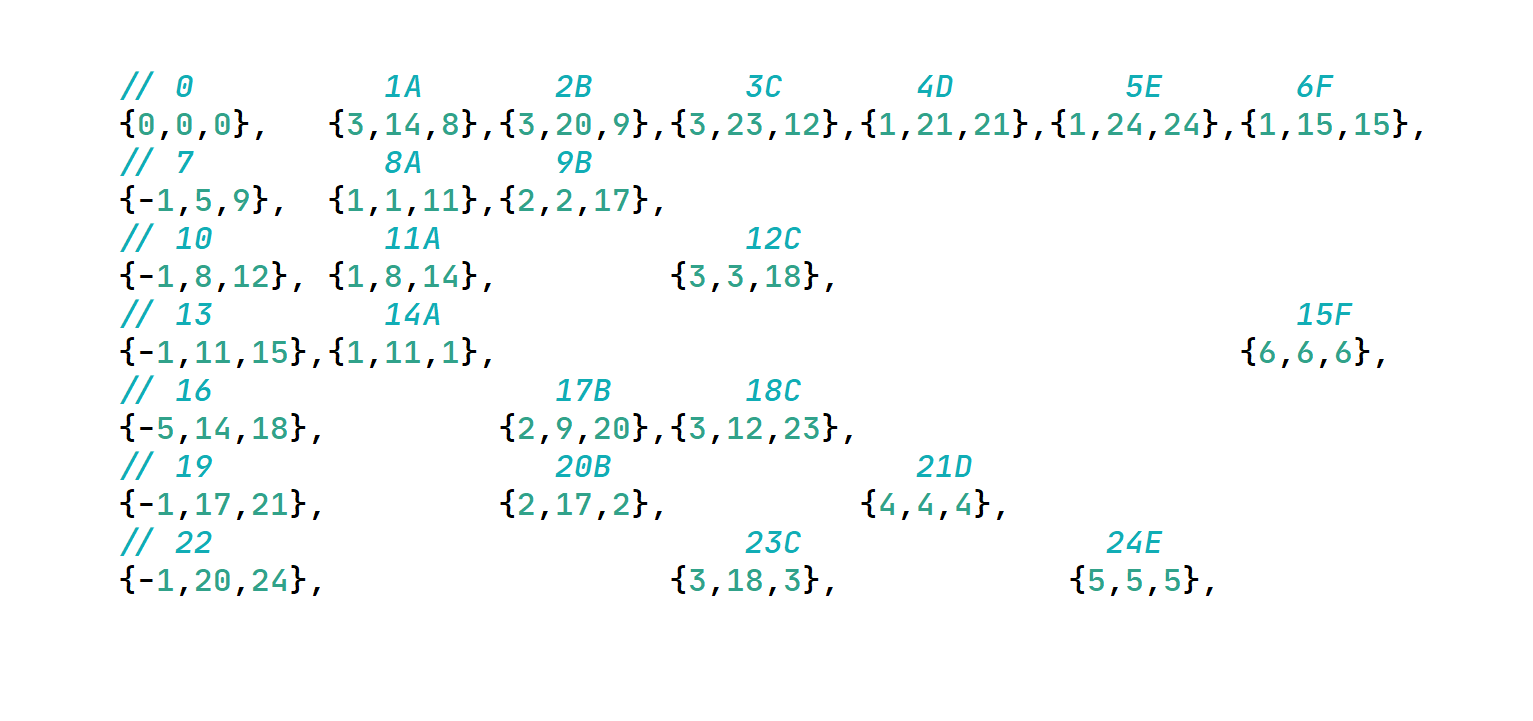 // 0          1A       2B        3C       4D         5E       6F
{0,0,0},   {3,14,8},{3,20,9},{3,23,12},{1,21,21},{1,24,24},{1,15,15},
// 7          8A       9B
{-1,5,9},  {1,1,11},{2,2,17},
// 10         11A                12C
{-1,8,12}, {1,8,14},         {3,3,18},
// 13         14A                                             15F
{-1,11,15},{1,11,1},                                       {6,6,6},
// 16                  17B       18C
{-5,14,18},         {2,9,20},{3,12,23},
// 19                  20B                21D
{-1,17,21},         {2,17,2},          {4,4,4},
// 22                            23C                24E
{-1,20,24},                  {3,18,3},            {5,5,5},